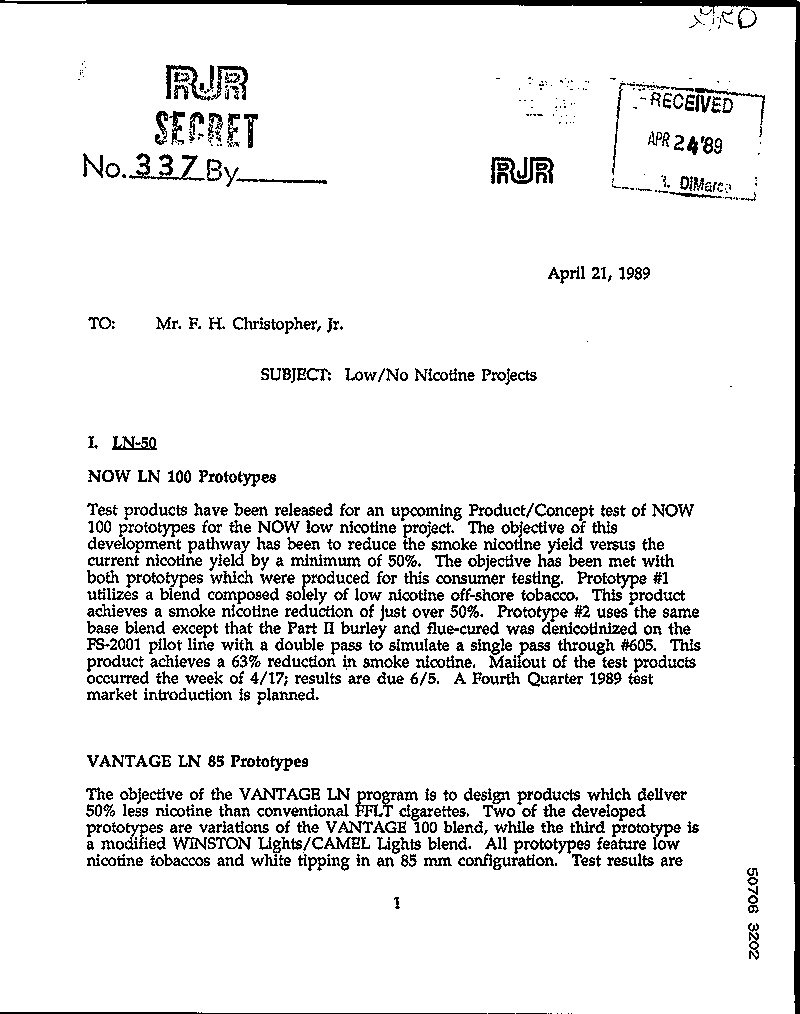 RJR
SECRET
No. 337 By
RJR
RECEIVED
APR 24 '89
DiMarco
April 21, 1989
TO: Mr. F. H. Christopher, Jr.
SUBJECT: Low/No Nicotine Projects
I. LN-50
NOW LN 100 Prototypes
Test products have been released for an upcoming Product/Concept test of NOW
100 prototypes for the NOW low nicotine project. The objective of this
development pathway has been to reduce the smoke nicotine yield versus the
current nicotine yield by a minimum of 50%. The objective has been met with
both prototypes which were produced for this consumer testing. Prototype #1
utilizes a blend composed solely of low nicotine off-shore tobacco. This product
achieves a smoke nicotine reduction of just over 50%. Prototype #2 uses the same
base blend except that the Part II burley and flue-cured was denicotinized on the
FS-2001 pilot line with a double pass to simulate a single pass through #605. This
product achieves a 63% reduction in smoke nicotine. Mailout of the test products
occurred the week of 4/17; results are due 6/5. A Fourth Quarter 1989 test
market introduction is planned.
VANTAGE LN 85 Prototypes
The objective of the VANTAGE LN program is to design products which deliver
50% less nicotine than conventional FFLT cigarettes. Two of the developed
prototypes are variations of the VANTAGE 100 blend, while the third prototype is
a modified WINSTON Lights/CAMEL Lights blend. All prototypes feature low
nicotine tobaccos and white tipping in an 85 mm configuration. Test results are
1
50706 3202